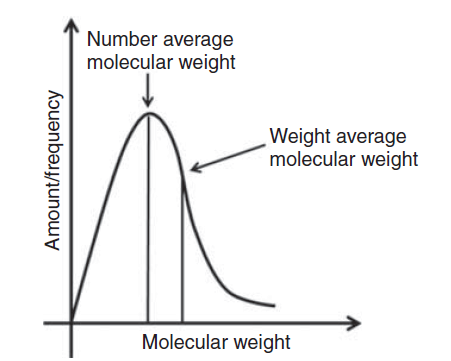 Number average
molecular weight
Weight average
molecular weight
Amount/frequency
Molecular weight